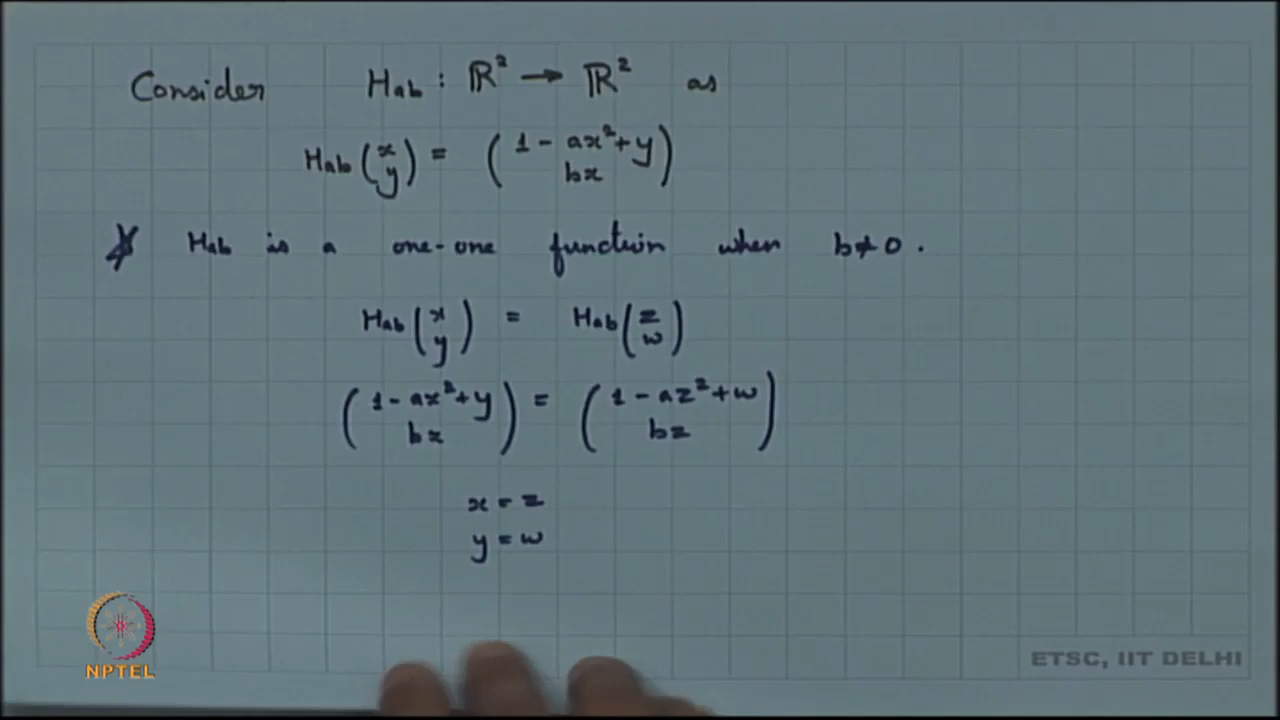 Consider H_ab : ℝ² → ℝ² as
H_ab (x y) = (1 - ax² + y bx)
* H_ab is a one-one function when b ≠ 0 .
H_ab (x y) = H_ab (z w)
(1 - ax² + y bx) = (1 - az² + w bz)
x = z
y = w
NPTEL
ETSC, IIT DELHI